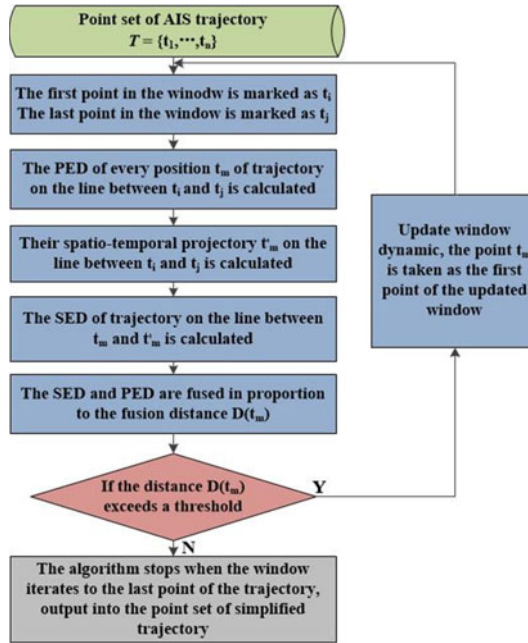 Point set of AIS trajectory
T = {t1,···,tn}
The first point in the winodw is marked as ti
The last point in the window is marked as tj
The PED of every position tm of trajectory
on the line between ti and tj is calculated
Their spatio-temporal projectory t'm on the
line between ti and tj is calculated
The SED of trajectory on the line between
tm and t'm is calculated
The SED and PED are fused in proportion
to the fusion distance D(tm)
If the distance D(tm)
exceeds a threshold
Y
N
The algorithm stops when the window
iterates to the last point of the trajectory,
output into the point set of simplified
trajectory
Update window
dynamic, the point tm
is taken as the first
point of the updated
window